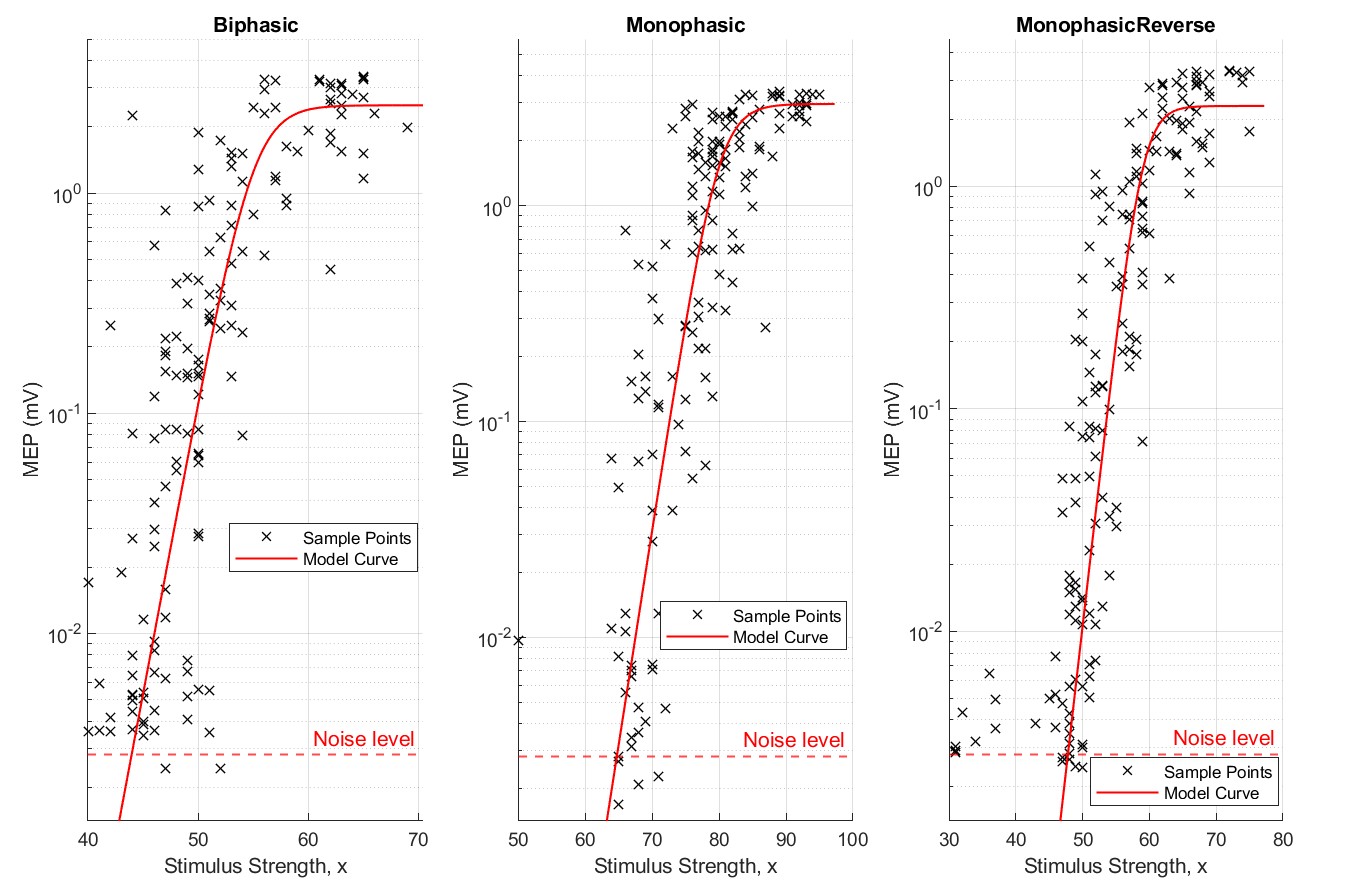 Biphasic
MEP (mV)
10^0
10^-1
10^-2
Sample Points
Model Curve
Noise level
40 50 60 70
Stimulus Strength, x
Monophasic
MEP (mV)
10^0
10^-1
10^-2
Sample Points
Model Curve
Noise level
50 60 70 80 90 100
Stimulus Strength, x
MonophasicReverse
MEP (mV)
10^0
10^-1
10^-2
Noise level
Sample Points
Model Curve
30 40 50 60 70 80
Stimulus Strength, x